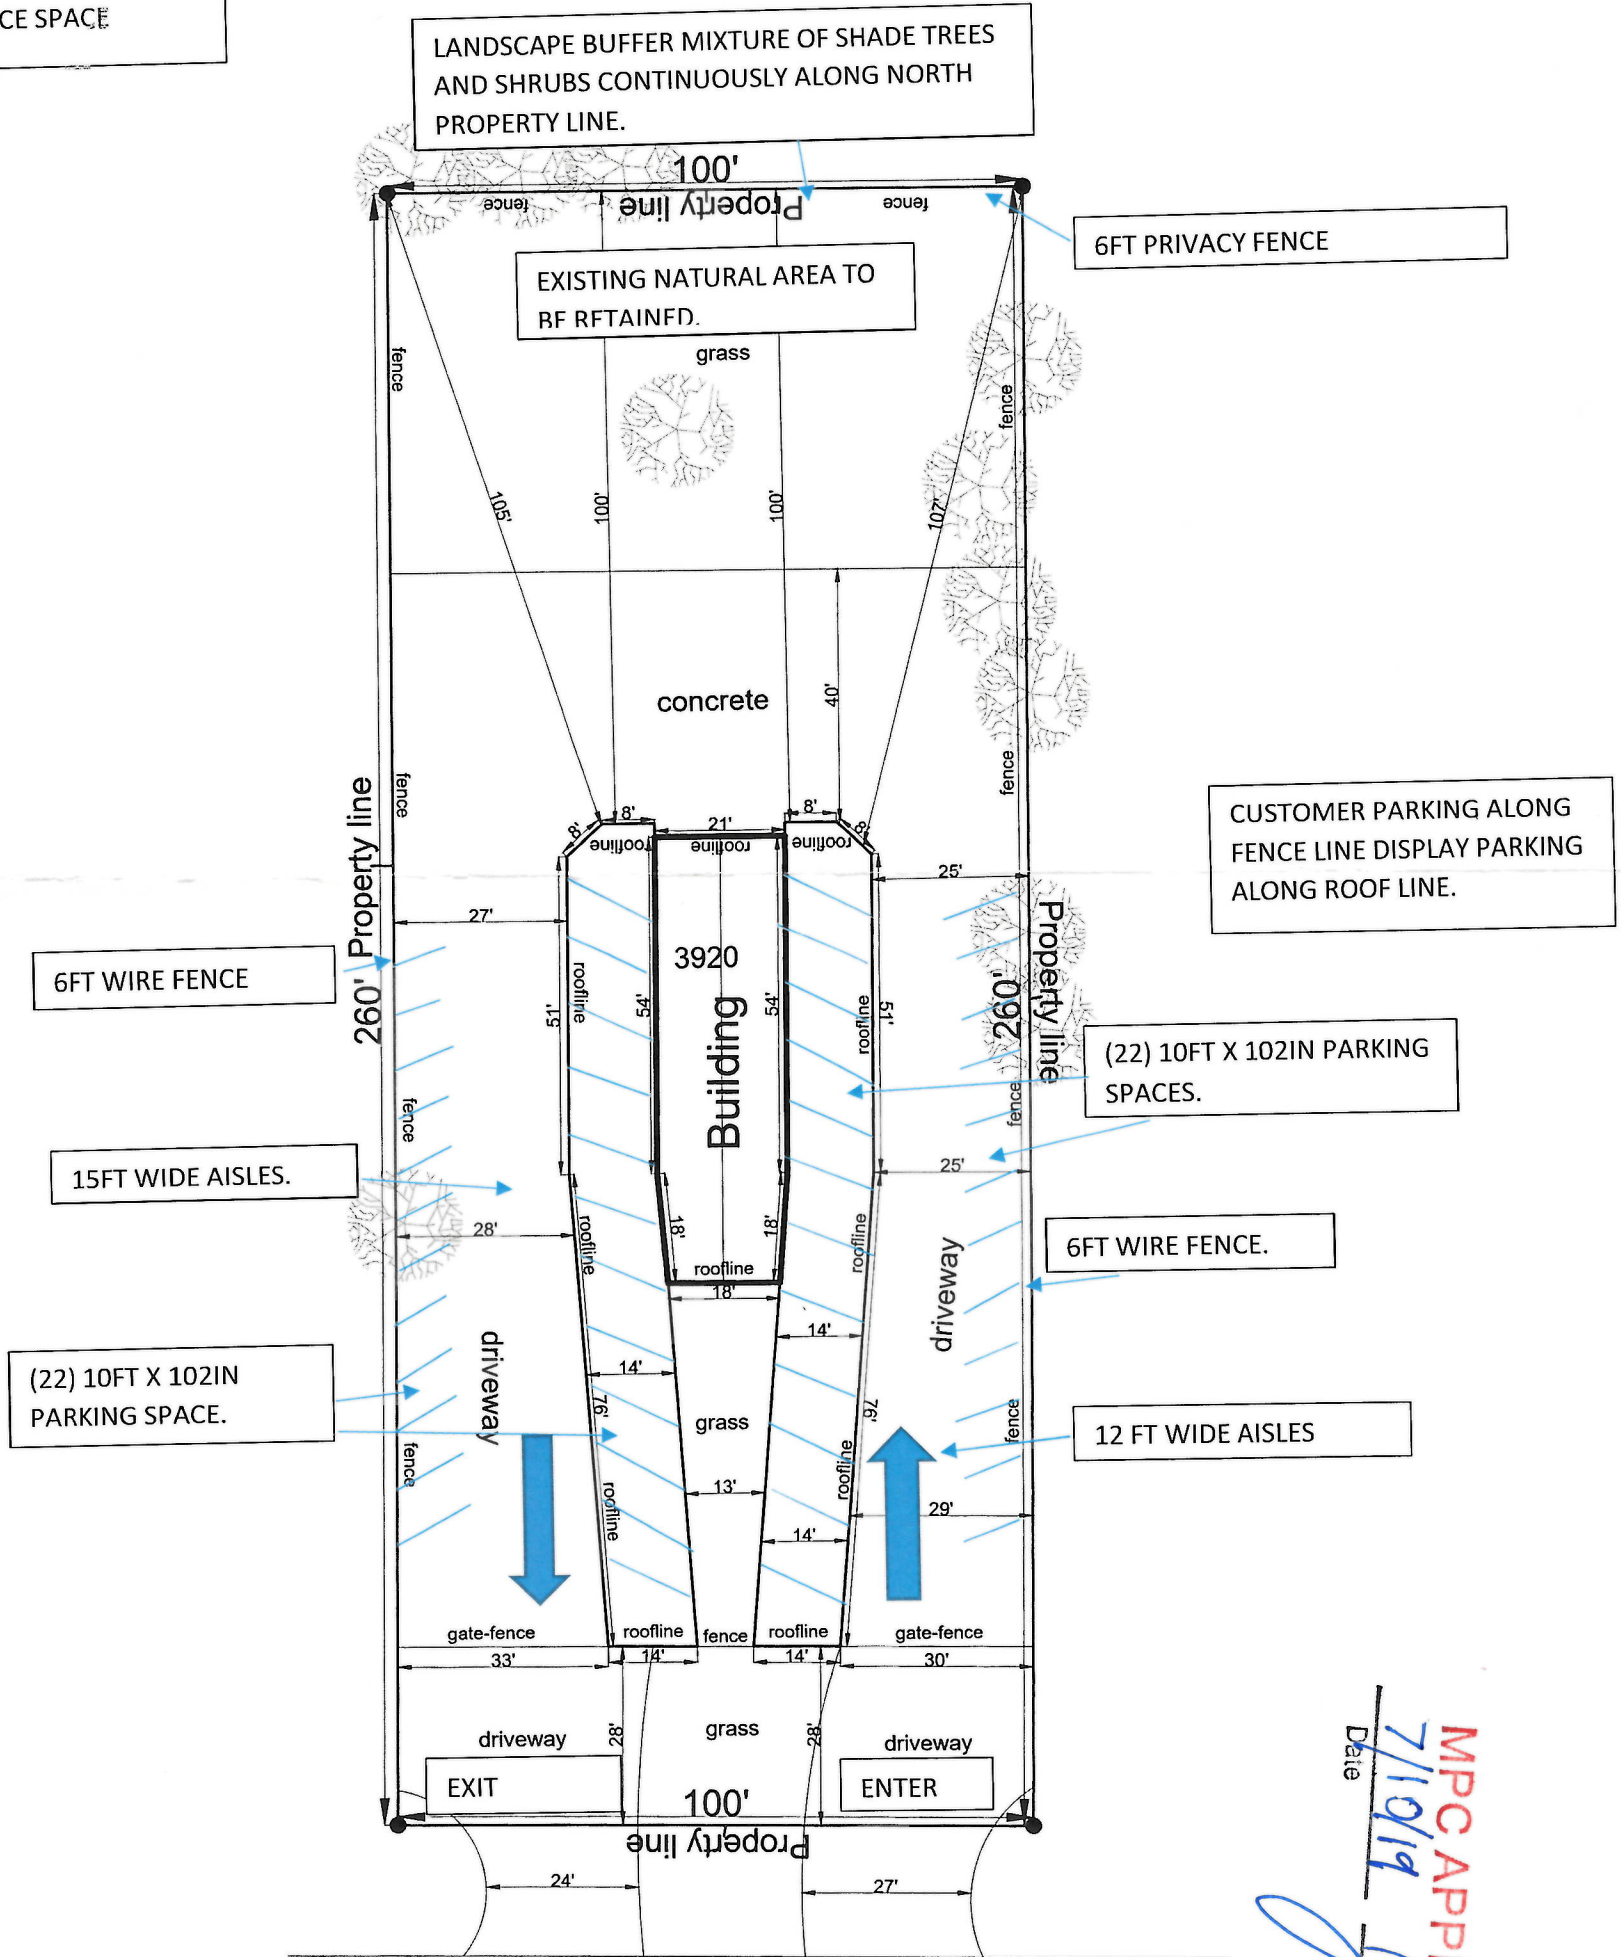 CE SPACE
LANDSCAPE BUFFER MIXTURE OF SHADE TREES
AND SHRUBS CONTINUOUSLY ALONG NORTH
PROPERTY LINE.
100'
fence
Property line
fence
6FT PRIVACY FENCE
EXISTING NATURAL AREA TO
BE RETAINED.
grass
fence
fence
105'
100'
100'
107'
concrete
40'
fence
fence
260' Property line
8'
8'
21'
8'
8'
roofline
roofline
roofline
CUSTOMER PARKING ALONG
FENCE LINE DISPLAY PARKING
ALONG ROOF LINE.
25'
27'
6FT WIRE FENCE
3920
Building
roofline
51'
54'
54'
roofline
51'
260'
Property line
(22) 10FT X 102IN PARKING
SPACES.
fence
fence
15FT WIDE AISLES.
25'
28'
roofline
18'
18'
roofline
roofline
18'
6FT WIRE FENCE.
driveway
driveway
14'
14'
(22) 10FT X 102IN
PARKING SPACE.
76'
grass
76'
fence
12 FT WIDE AISLES
fence
roofline
13'
roofline
29'
14'
gate-fence
roofline
fence
roofline
gate-fence
33'
14'
14'
30'
28'
grass
28'
driveway
driveway
EXIT
ENTER
100'
Property line
24'
27'
MPC APP
7/10/19
Date